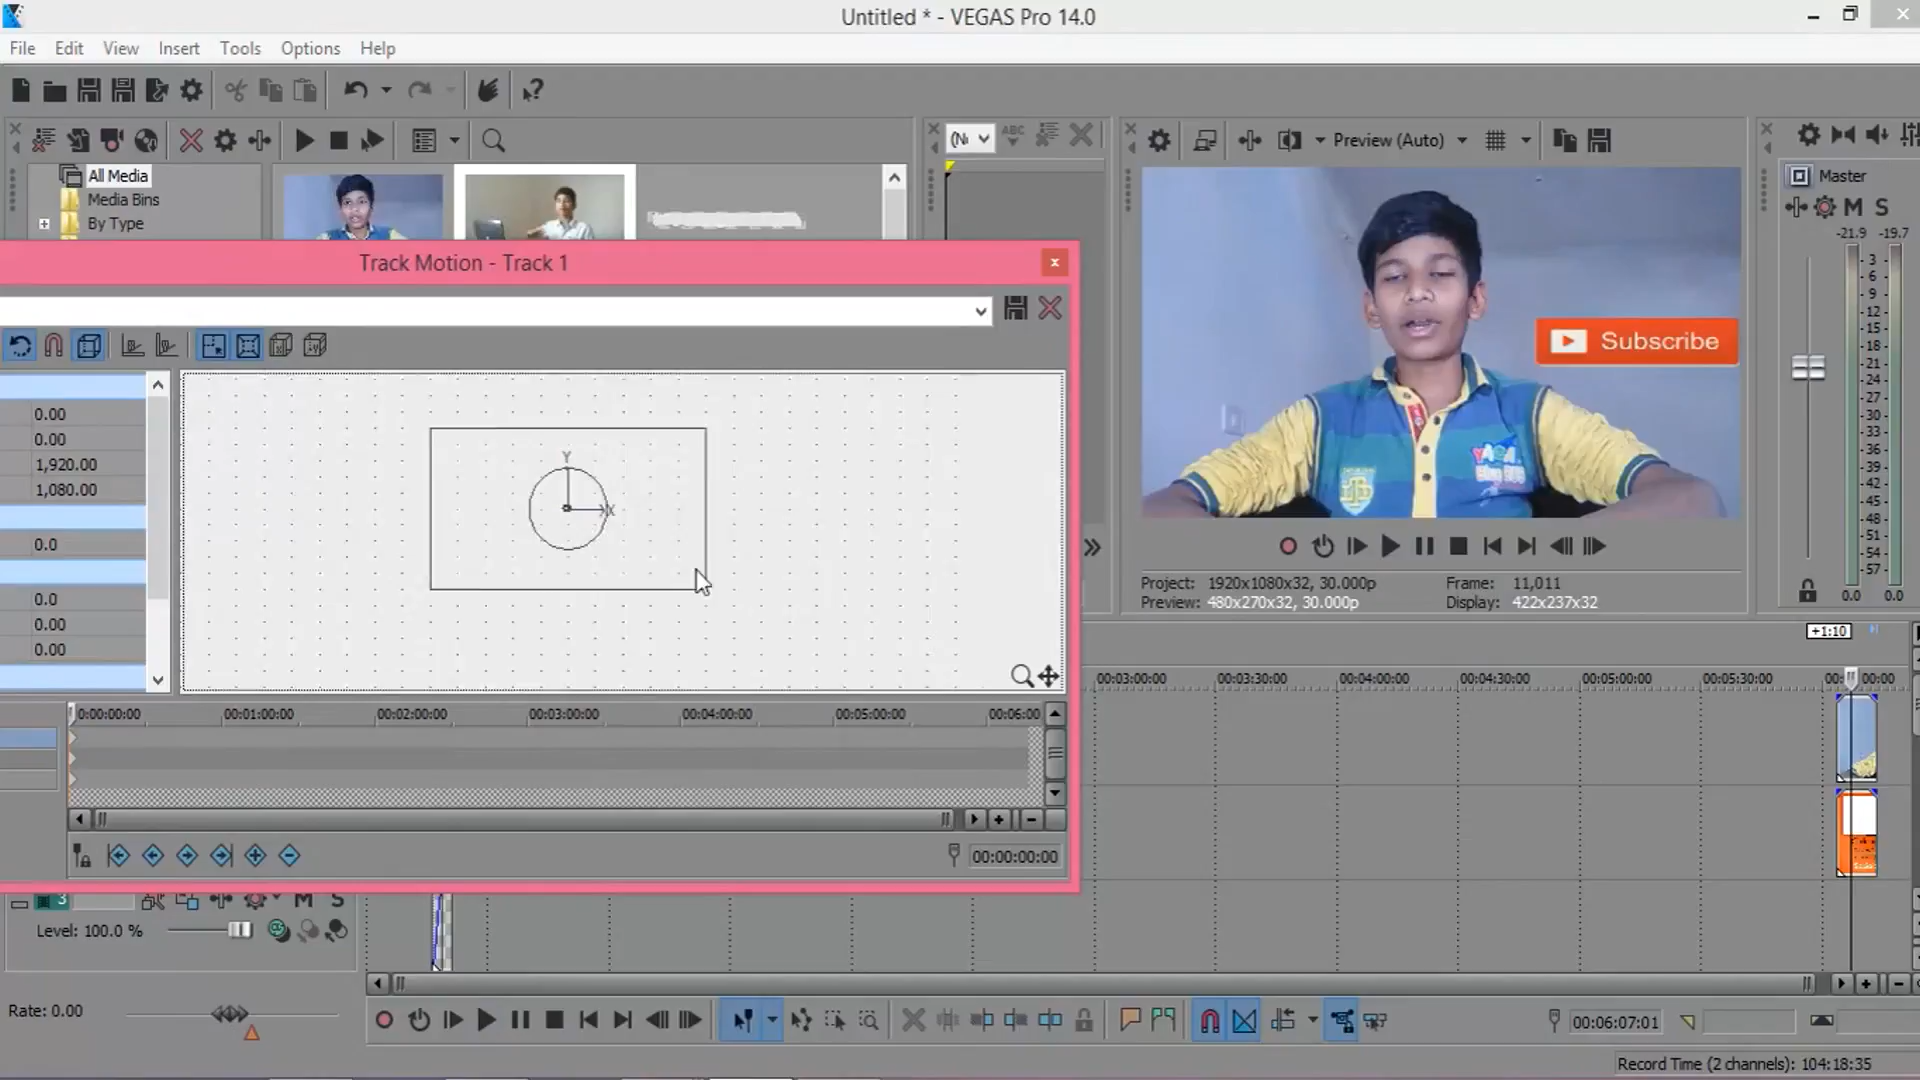 Untitled * - VEGAS Pro 14.0
File Edit View Insert Tools Options Help
Preview (Auto)
All Media
Media Bins
By Type
Master
M S
-21.9 -19.7
3
6
9
12
15
18
21
24
27
30
33
36
39
42
45
48
51
54
57
0.0 0.0
Track Motion - Track 1
Subscribe
0.00
0.00
1,920.00
1,080.00
0.0
0.0
0.00
0.00
Y
X
Project: 1920x1080x32, 30.000p
Preview: 480x270x32, 30.000p
Frame: 11,011
Display: 422x237x32
+1:10
00:03:00:00 00:03:30:00 00:04:00:00 00:04:30:00 00:05:00:00 00:05:30:00
0:00:00:00 00:01:00:00 00:02:00:00 00:03:00:00 00:04:00:00 00:05:00:00 00:06:00
00:00:00:00
3
M S
Level: 100.0 %
Rate: 0.00
00:06:07:01
Record Time (2 channels): 104:18:35